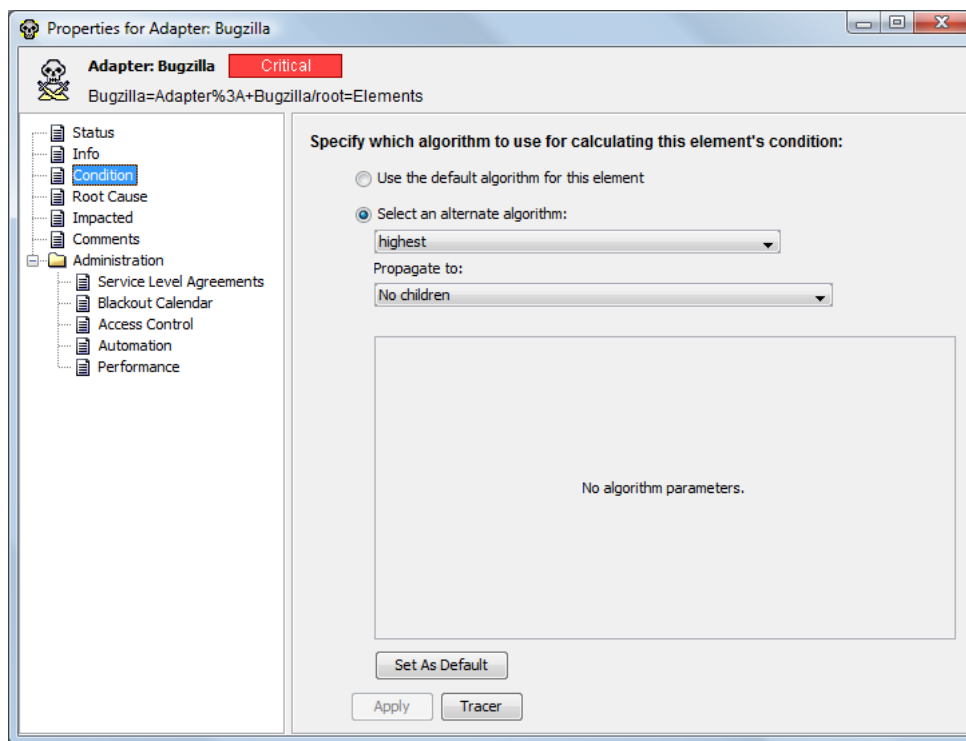 Properties for Adapter: Bugzilla
Adapter: Bugzilla Critical
Bugzilla=Adapter%3A+Bugzilla/root=Elements
Status
Info
Condition
Root Cause
Impacted
Comments
Administration
Service Level Agreements
Blackout Calendar
Access Control
Automation
Performance
Specify which algorithm to use for calculating this element's condition:
Use the default algorithm for this element
Select an alternate algorithm:
highest
Propagate to:
No children
No algorithm parameters.
Set As Default
Apply Tracer